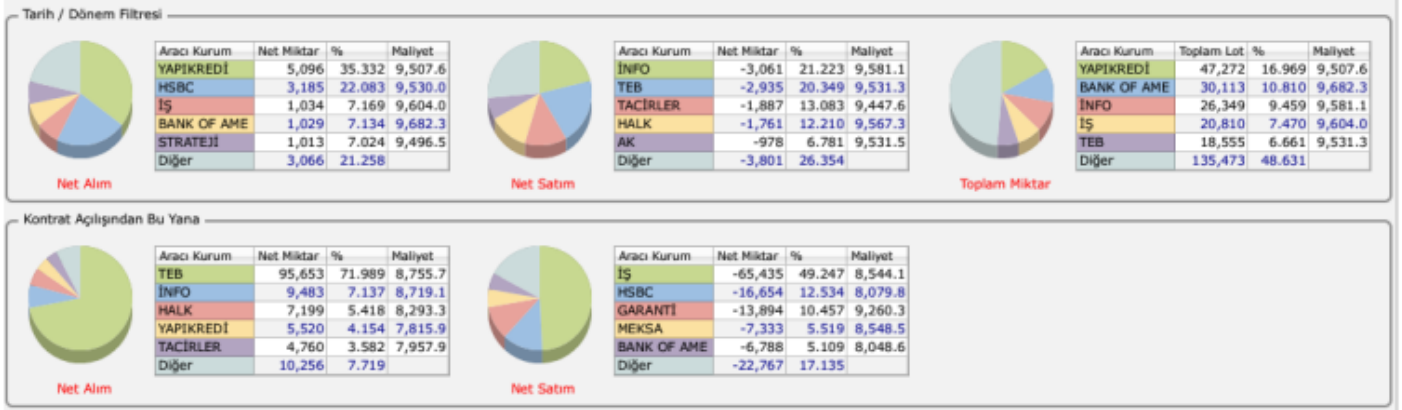 Tarih / Dönem Filtresi
Aracı Kurum Net Miktar % Maliyet
YAPIKREDİ 5,096 35.332 9,507.6
HSBC 3,185 22.083 9,530.0
İŞ 1,034 7.169 9,604.0
BANK OF AME 1,029 7.134 9,682.3
STRATEJİ 1,013 7.024 9,496.5
Diğer 3,066 21.258
Net Alım
Aracı Kurum Net Miktar % Maliyet
İNFO -3,061 21.223 9,581.1
TEB -2,935 20.349 9,531.3
TACİRLER -1,887 13.083 9,447.6
HALK -1,761 12.210 9,567.3
AK -978 6.781 9,531.5
Diğer -3,801 26.354
Net Satım
Aracı Kurum Toplam Lot % Maliyet
YAPIKREDİ 47,272 16.969 9,507.6
BANK OF AME 30,113 10.810 9,682.3
İNFO 26,349 9.459 9,581.1
İŞ 20,810 7.470 9,604.0
TEB 18,555 6.661 9,531.3
Diğer 135,473 48.631
Toplam Miktar
Kontrat Açılışından Bu Yana
Aracı Kurum Net Miktar % Maliyet
TEB 95,653 71.989 8,755.7
İNFO 9,483 7.137 8,719.1
HALK 7,199 5.418 8,293.3
YAPIKREDİ 5,520 4.154 7,815.9
TACİRLER 4,760 3.582 7,957.9
Diğer 10,256 7.719
Net Alım
Aracı Kurum Net Miktar % Maliyet
İŞ -65,435 49.247 8,544.1
HSBC -16,654 12.534 8,079.8
GARANTİ -13,894 10.457 9,260.3
MEKSA -7,333 5.519 8,548.5
BANK OF AME -6,788 5.109 8,048.6
Diğer -22,767 17.135
Net Satım